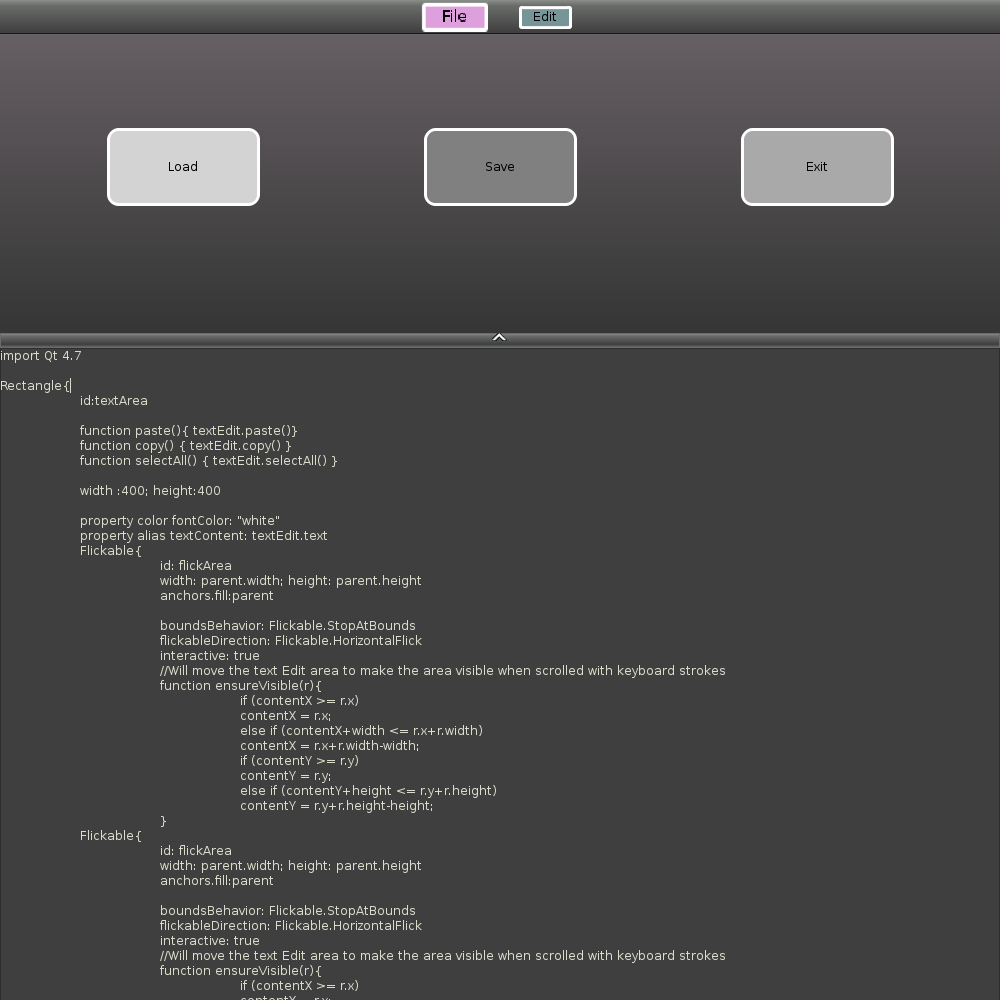 File Edit
Load Save Exit
import Qt 4.7
Rectangle{
id:textArea
function paste(){ textEdit.paste()}
function copy() { textEdit.copy() }
function selectAll() { textEdit.selectAll() }
width :400; height:400
property color fontColor: "white"
property alias textContent: textEdit.text
Flickable{
id: flickArea
width: parent.width; height: parent.height
anchors.fill:parent
boundsBehavior: Flickable.StopAtBounds
flickableDirection: Flickable.HorizontalFlick
interactive: true
//Will move the text Edit area to make the area visible when scrolled with keyboard strokes
function ensureVisible(r){
if (contentX >= r.x)
contentX = r.x;
else if (contentX+width <= r.x+r.width)
contentX = r.x+r.width-width;
if (contentY >= r.y)
contentY = r.y;
else if (contentY+height <= r.y+r.height)
contentY = r.y+r.height-height;
}
Flickable{
id: flickArea
width: parent.width; height: parent.height
anchors.fill:parent
boundsBehavior: Flickable.StopAtBounds
flickableDirection: Flickable.HorizontalFlick
interactive: true
//Will move the text Edit area to make the area visible when scrolled with keyboard strokes
function ensureVisible(r){
if (contentX >= r.x)